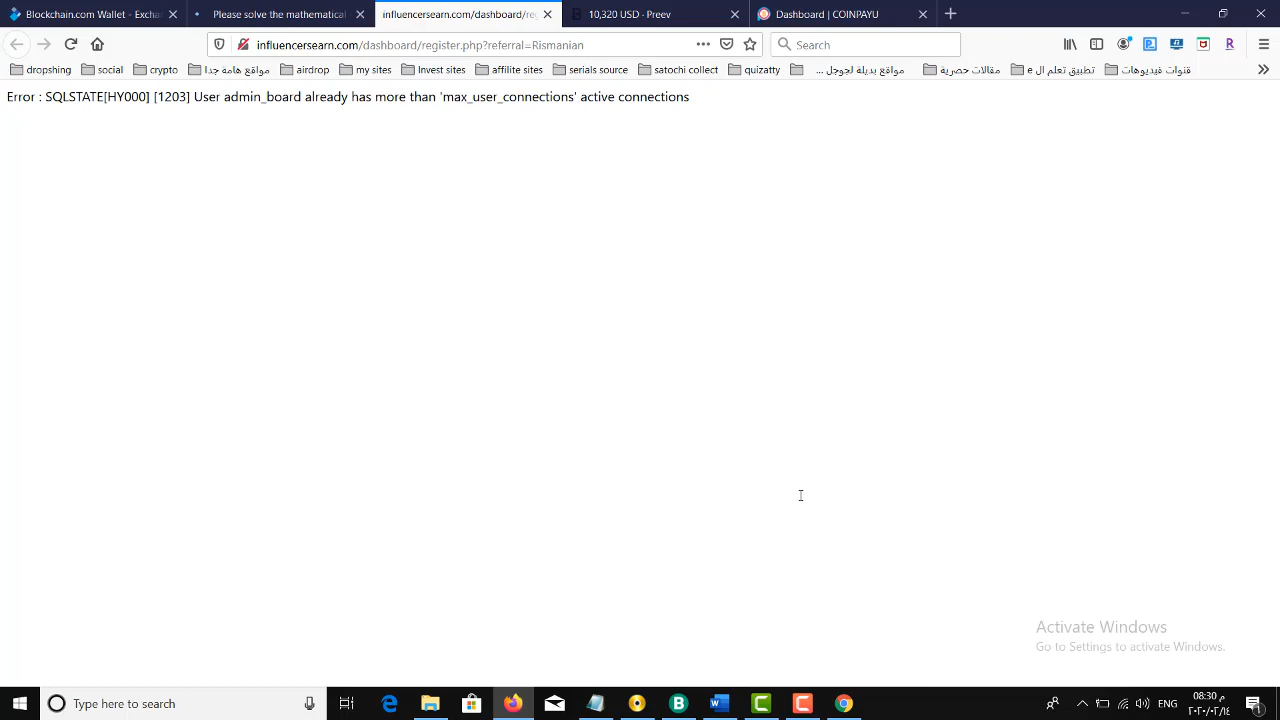 Blockchain.com Wallet - Excha
Please solve the mathematical
influencersearn.com/dashboard/reg
10,320 USD - Preev
Dashboard | COINPAYU
influencersearn.com/dashboard/register.php?referral=Rismanian
Search
dropshing
social
crypto
مواقع هامة جدا
airdrop
my sites
Invest sites
affilite sites
serials source
satochi collect
quizatty
مواقع بديلة لجوجل ...
مقالات حصرية
تطبيق تعلم ال e
قنوات فيديوهات
Error : SQLSTATE[HY000] [1203] User admin_board already has more than 'max_user_connections' active connections
Activate Windows
Go to Settings to activate Windows.
Type here to search
ENG
08:30 م